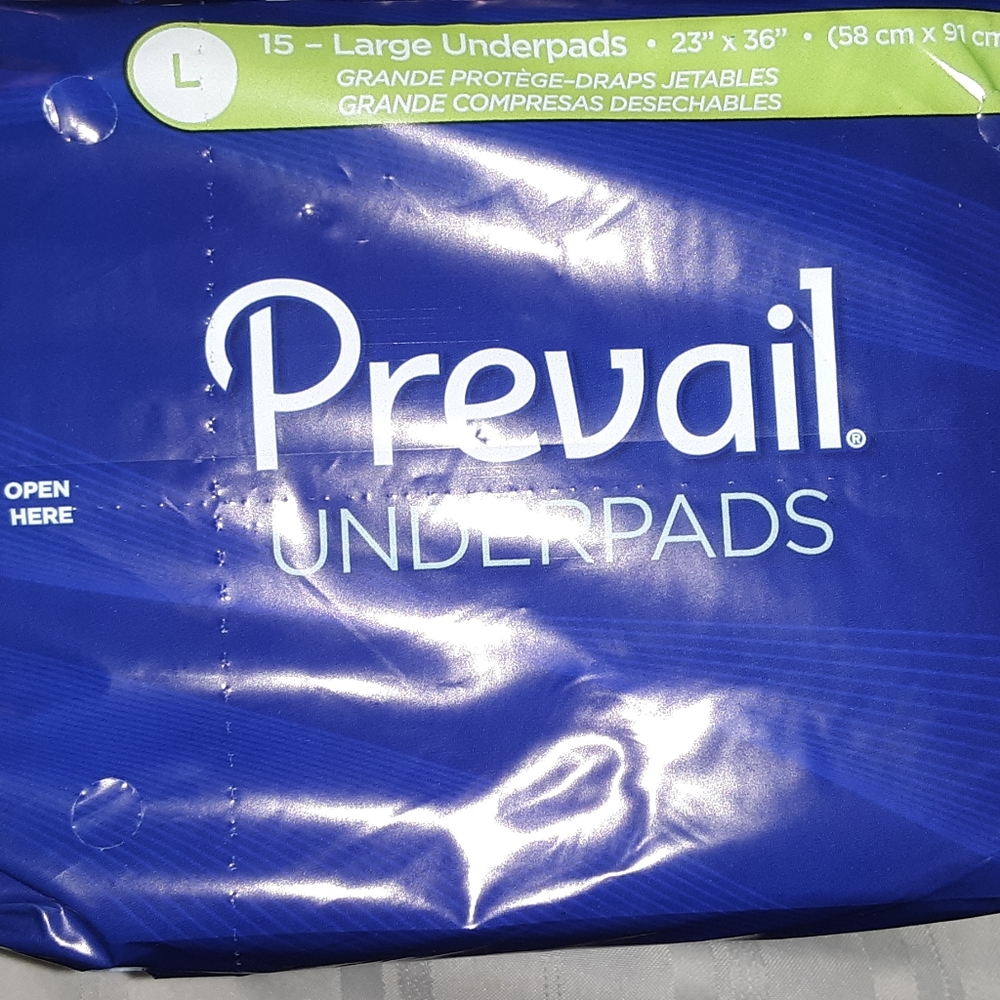 L
15 – Large Underpads • 23" x 36" • (58 cm x 91 cm
GRANDE PROTÈGE-DRAPS JETABLES
GRANDE COMPRESAS DESECHABLES
Prevail®
UNDERPADS
OPEN
HERE